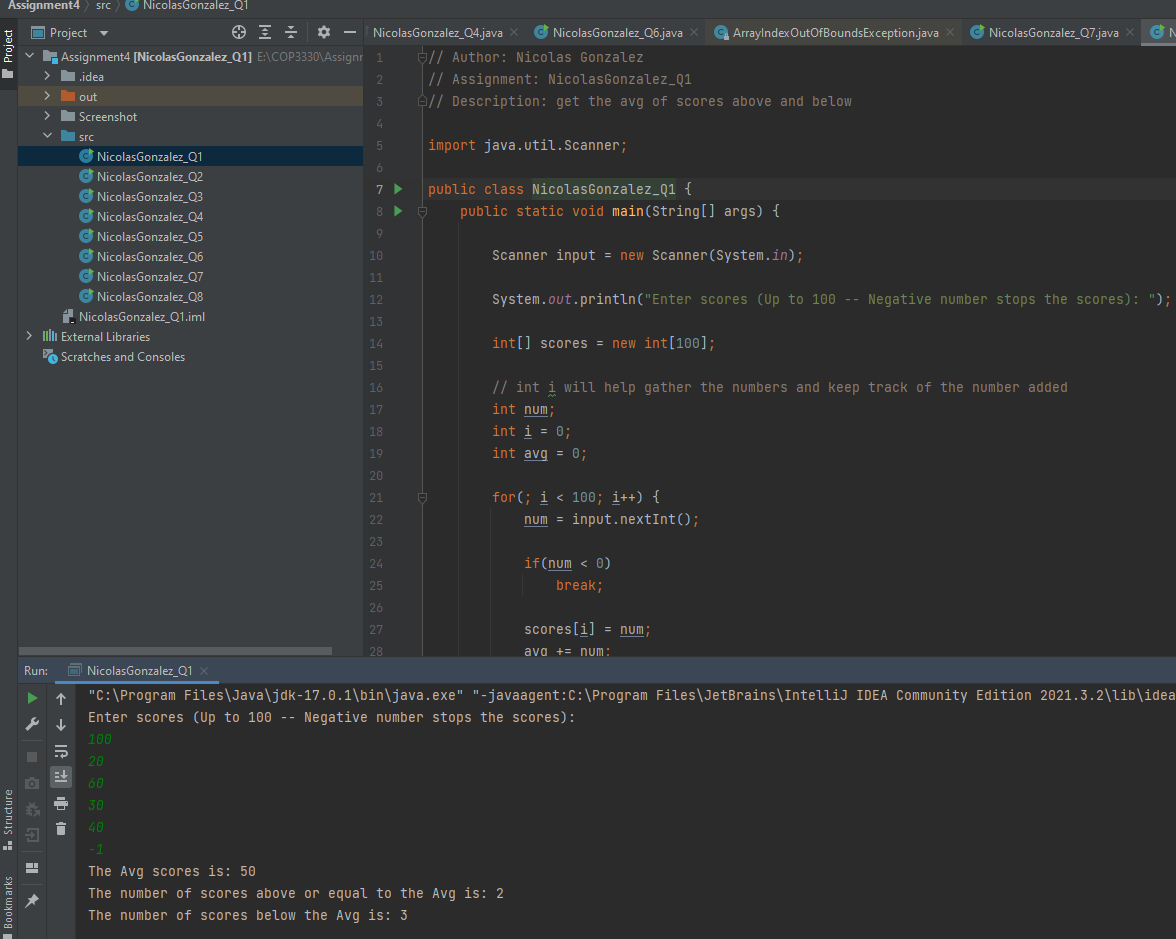 Assignment4 src NicolasGonzalez_Q1
Project
Project
NicolasGonzalez_Q4.java
NicolasGonzalez_Q6.java
ArrayIndexOutOfBoundsException.java
NicolasGonzalez_Q7.java
N
Assignment4 [NicolasGonzalez_Q1] E:\COP3330\Assignm
.idea
out
Screenshot
src
NicolasGonzalez_Q1
NicolasGonzalez_Q2
NicolasGonzalez_Q3
NicolasGonzalez_Q4
NicolasGonzalez_Q5
NicolasGonzalez_Q6
NicolasGonzalez_Q7
NicolasGonzalez_Q8
NicolasGonzalez_Q1.iml
External Libraries
Scratches and Consoles
1 // Author: Nicolas Gonzalez
2 // Assignment: NicolasGonzalez_Q1
3 // Description: get the avg of scores above and below
4
5 import java.util.Scanner;
6
7 public class NicolasGonzalez_Q1 {
8 public static void main(String[] args) {
9
10 Scanner input = new Scanner(System.in);
11
12 System.out.println("Enter scores (Up to 100 -- Negative number stops the scores): ");
13
14 int[] scores = new int[100];
15
16 // int i will help gather the numbers and keep track of the number added
17 int num;
18 int i = 0;
19 int avg = 0;
20
21 for(; i < 100; i++) {
22 num = input.nextInt();
23
24 if(num < 0)
25 break;
26
27 scores[i] = num;
28 avg += num;
Run: NicolasGonzalez_Q1
"C:\Program Files\Java\jdk-17.0.1\bin\java.exe" "-javaagent:C:\Program Files\JetBrains\IntelliJ IDEA Community Edition 2021.3.2\lib\idea
Enter scores (Up to 100 -- Negative number stops the scores):
100
20
60
30
40
-1
The Avg scores is: 50
The number of scores above or equal to the Avg is: 2
The number of scores below the Avg is: 3
Structure
Bookmarks